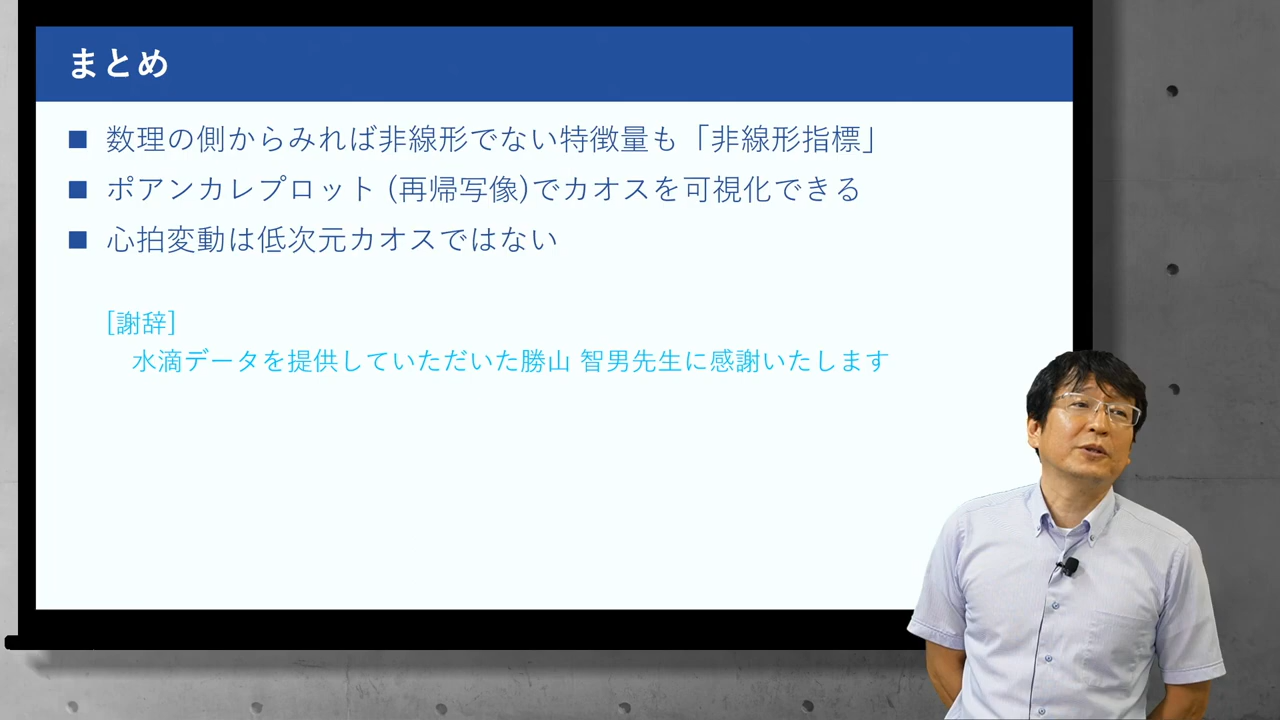 まとめ
数理の側からみれば非線形でない特徴量も「非線形指標」
ポアンカレプロット (再帰写像)でカオスを可視化できる
心拍変動は低次元カオスではない
[謝辞]
水滴データを提供していただいた勝山 智男先生に感謝いたします